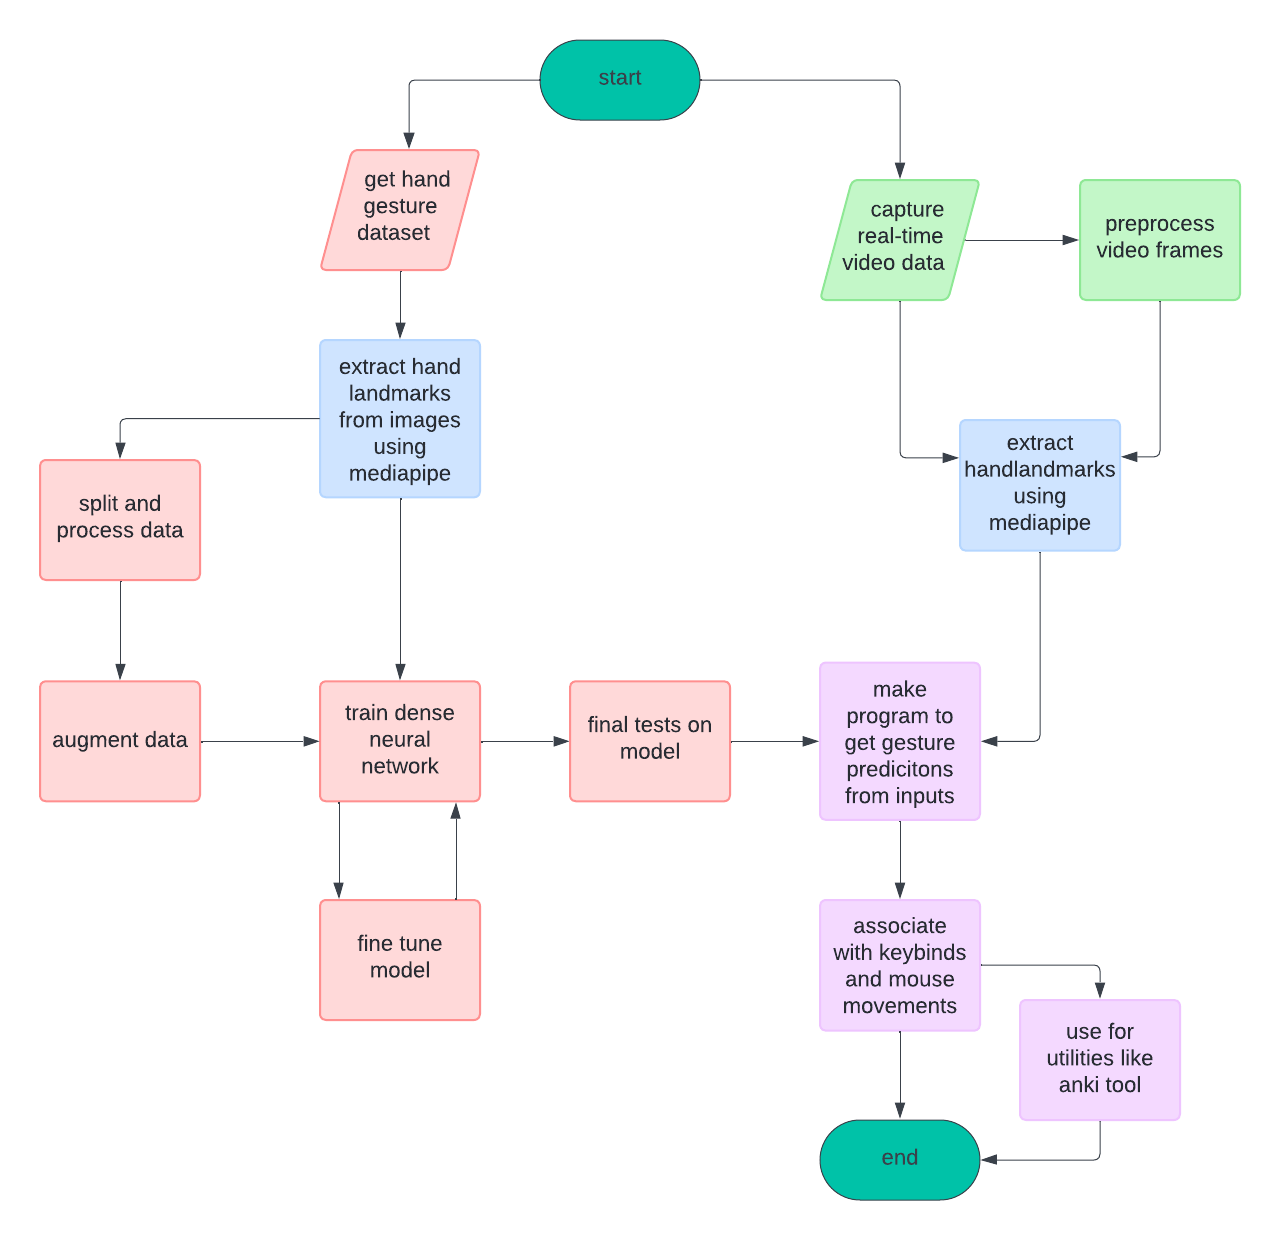 start
get hand
gesture
dataset
capture
real-time
video data
preprocess
video frames
extract hand
landmarks
from images
using
mediapipe
extract
handlandmarks
using
mediapipe
split and
process data
augment data
train dense
neural
network
final tests on
model
make
program to
get gesture
predicitons
from inputs
fine tune
model
associate
with keybinds
and mouse
movements
use for
utilities like
anki tool
end